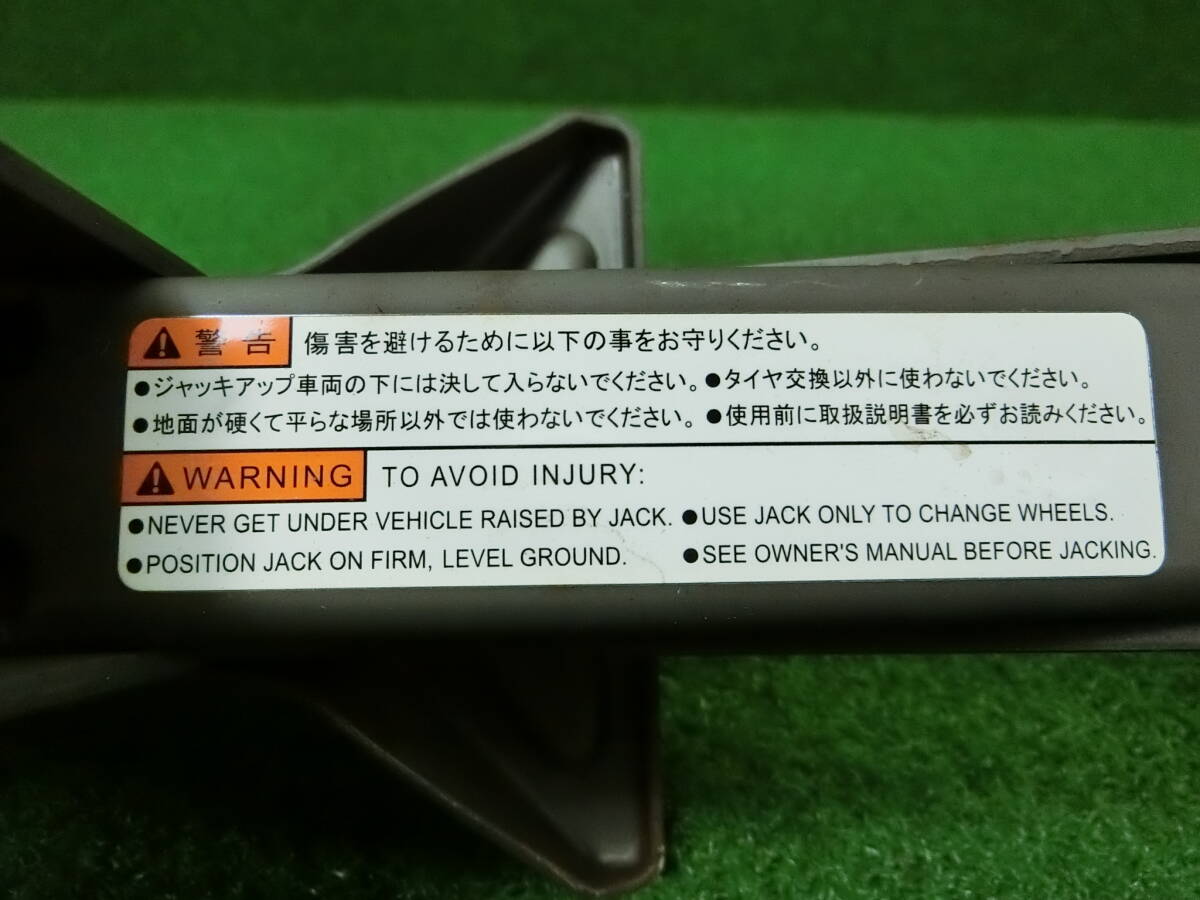 警告 傷害を避けるために以下の事をお守りください。
●ジャッキアップ車両の下には決して入らないでください。 ●タイヤ交換以外に使わないでください。
●地面が硬くて平らな場所以外では使わないでください。 ●使用前に取扱説明書を必ずお読みください。
WARNING TO AVOID INJURY:
●NEVER GET UNDER VEHICLE RAISED BY JACK. ●USE JACK ONLY TO CHANGE WHEELS.
●POSITION JACK ON FIRM, LEVEL GROUND. ●SEE OWNER'S MANUAL BEFORE JACKING.